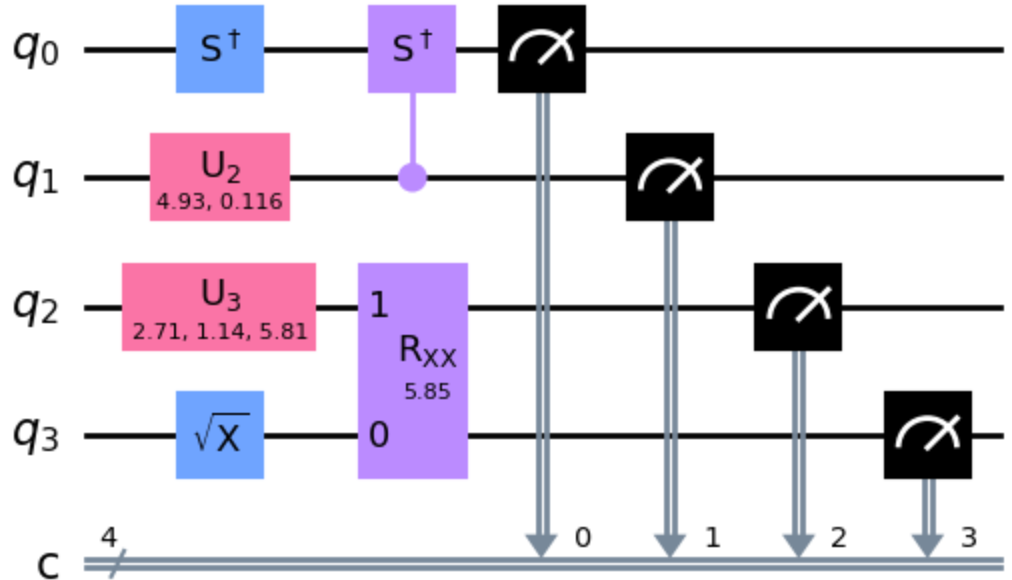 q0 S† S†
q1 U2
4.93, 0.116
q2 U3 1
2.71, 1.14, 5.81
RXX
5.85
q3 √X 0
4 0 1 2 3
c